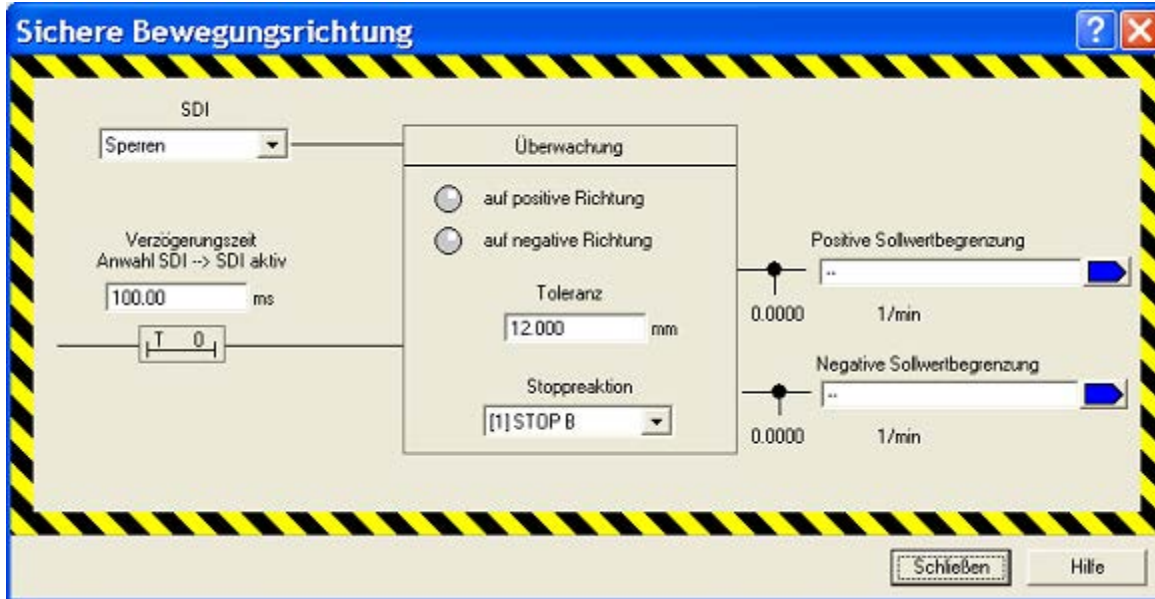 Sichere Bewegungsrichtung
SDI
Sperren
Überwachung
auf positive Richtung
auf negative Richtung
Verzögerungszeit
Anwahl SDI --> SDI aktiv
100.00 ms
T 0
Toleranz
12.000 mm
Stoppreaktion
[1] STOP B
Positive Sollwertbegrenzung
--
0.0000 1/min
Negative Sollwertbegrenzung
--
0.0000 1/min
Schließen
Hilfe